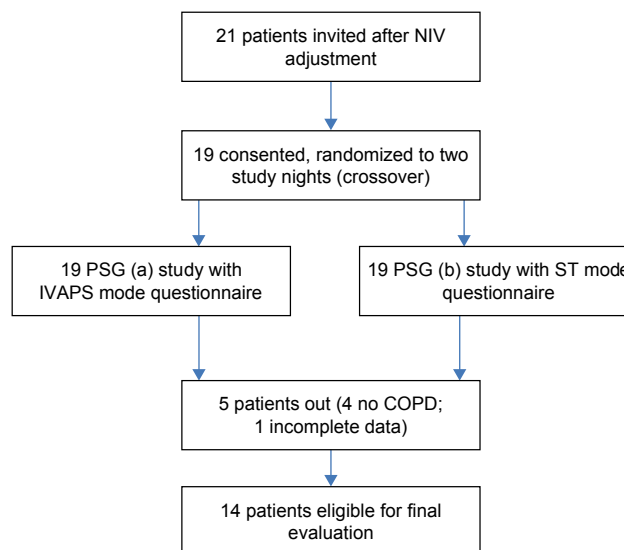 21 patients invited after NIV
adjustment
19 consented, randomized to two
study nights (crossover)
19 PSG (a) study with
IVAPS mode questionnaire
19 PSG (b) study with ST mode
questionnaire
5 patients out (4 no COPD;
1 incomplete data)
14 patients eligible for final
evaluation